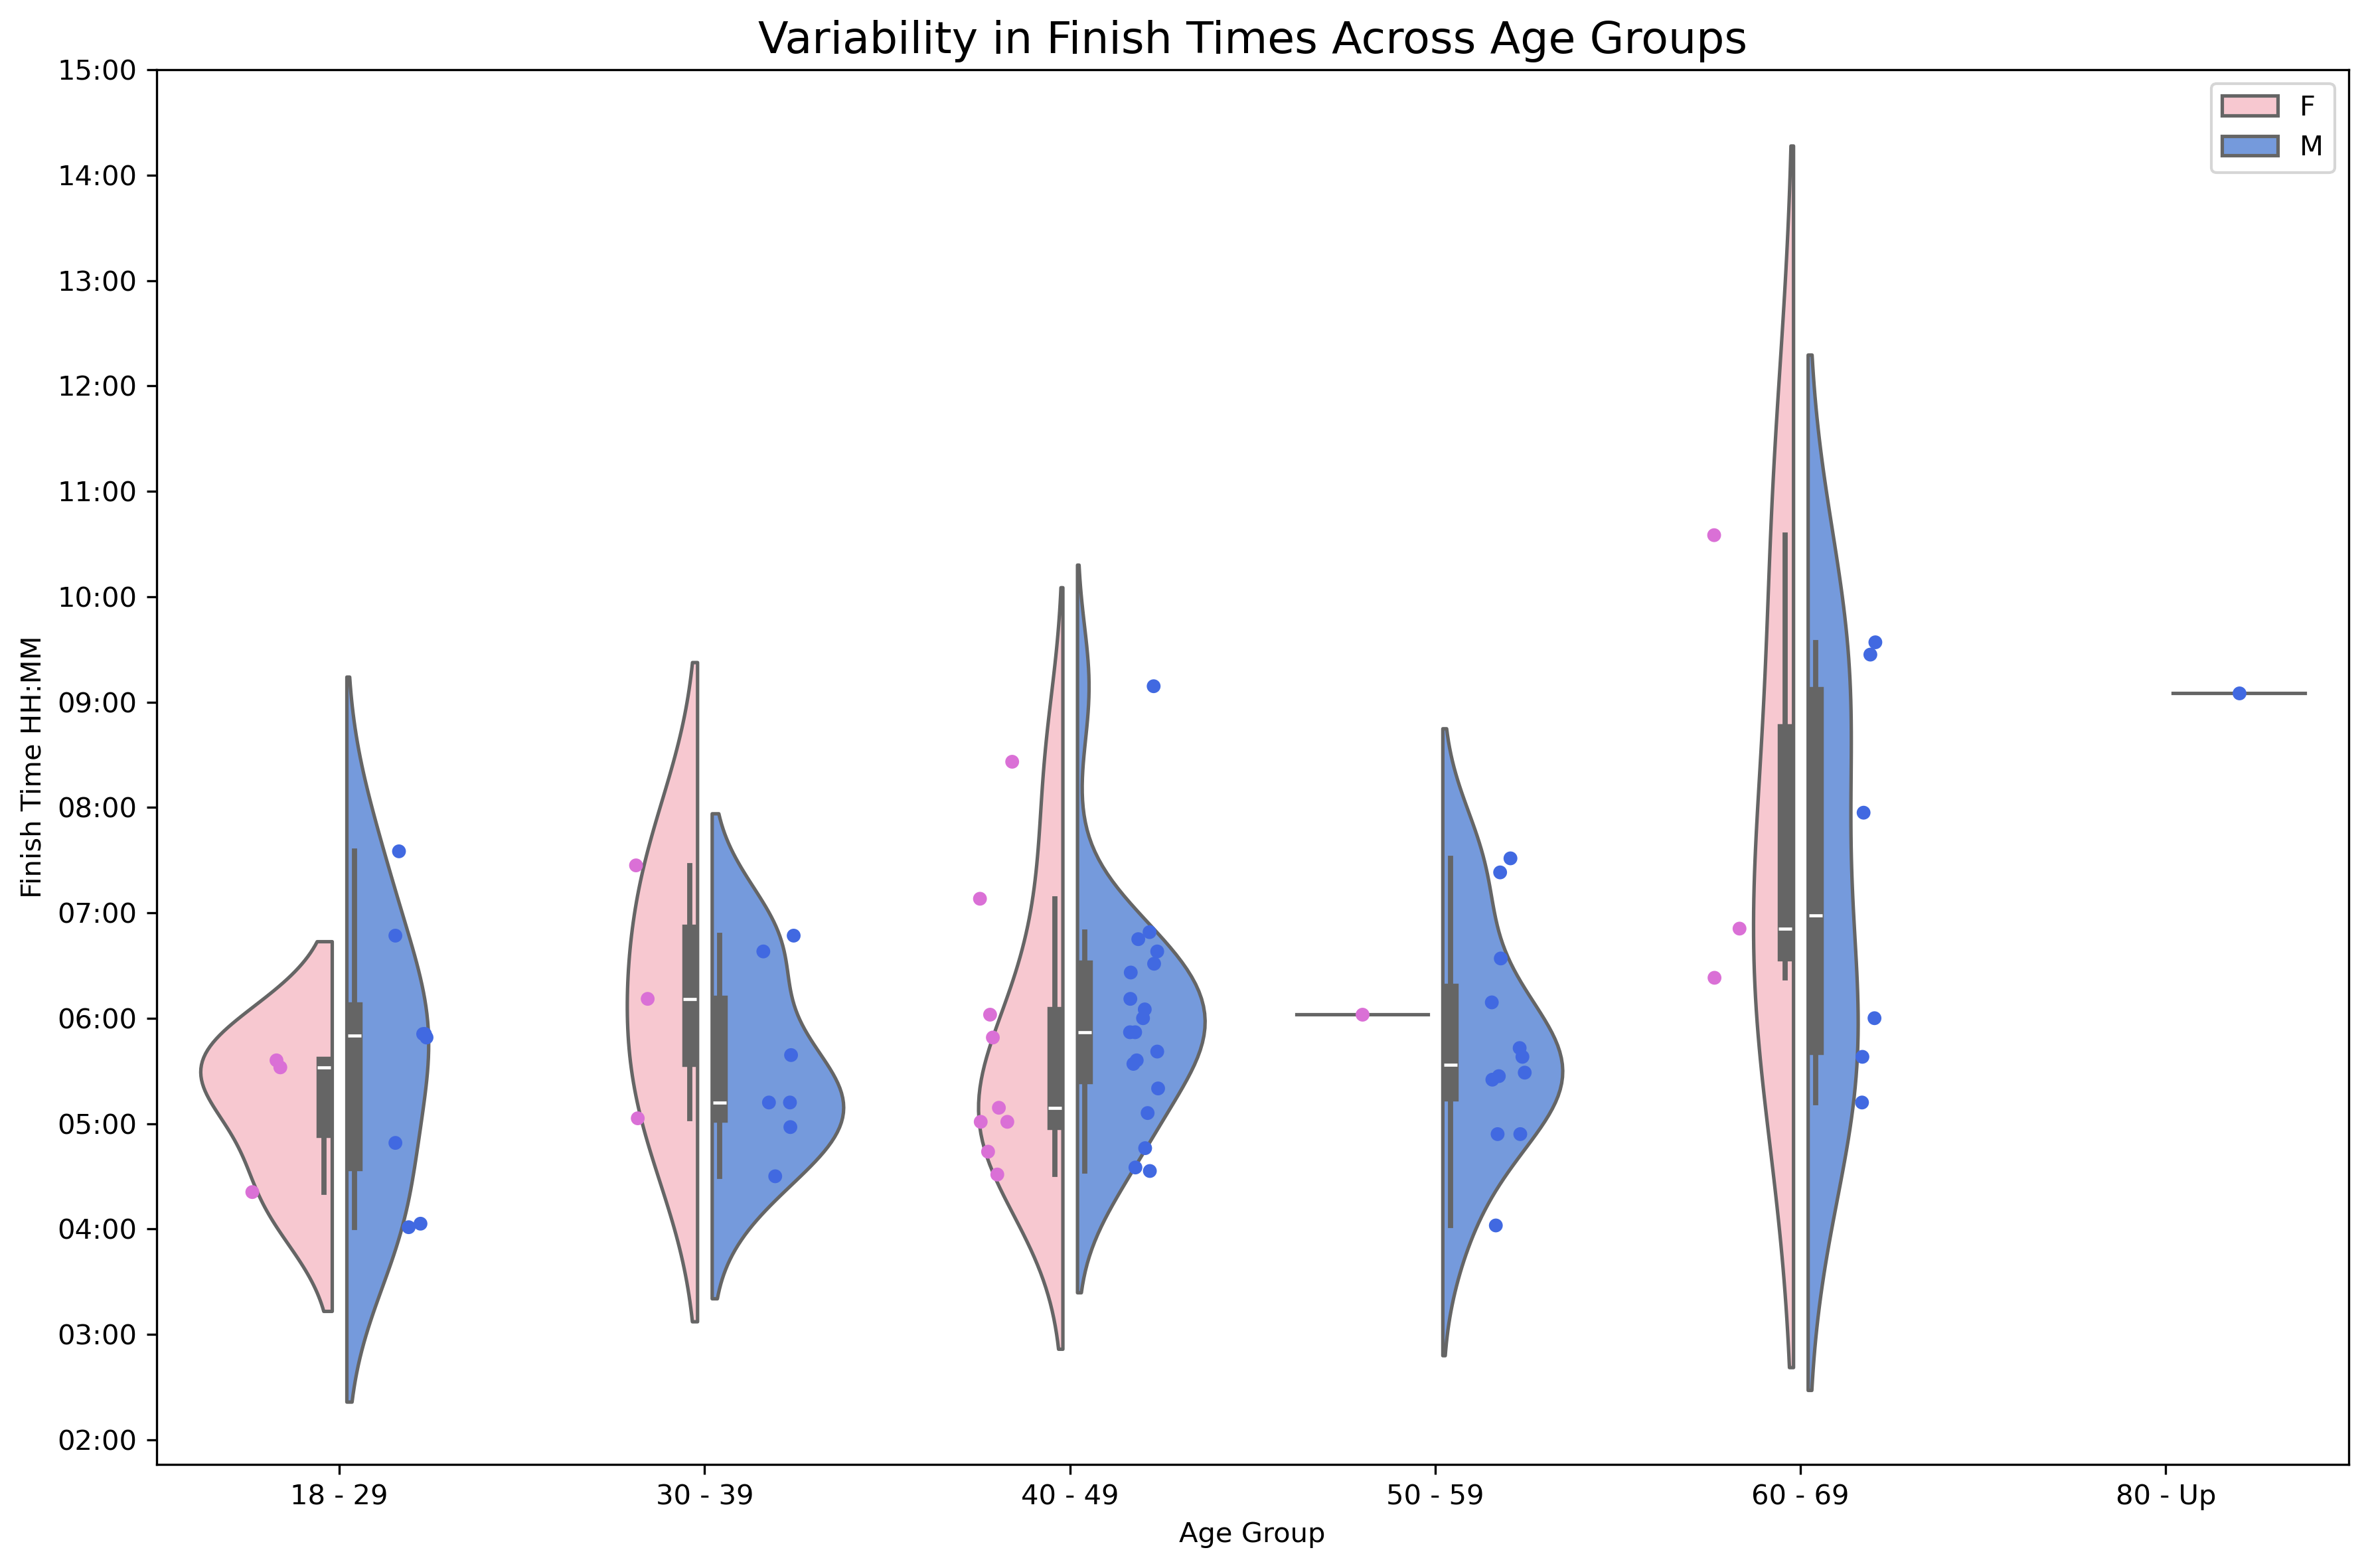 Variability in Finish Times Across Age Groups
F
M
15:00
14:00
13:00
12:00
11:00
10:00
09:00
08:00
07:00
06:00
05:00
04:00
03:00
02:00
Finish Time HH:MM
18 - 29
30 - 39
40 - 49
50 - 59
60 - 69
80 - Up
Age Group